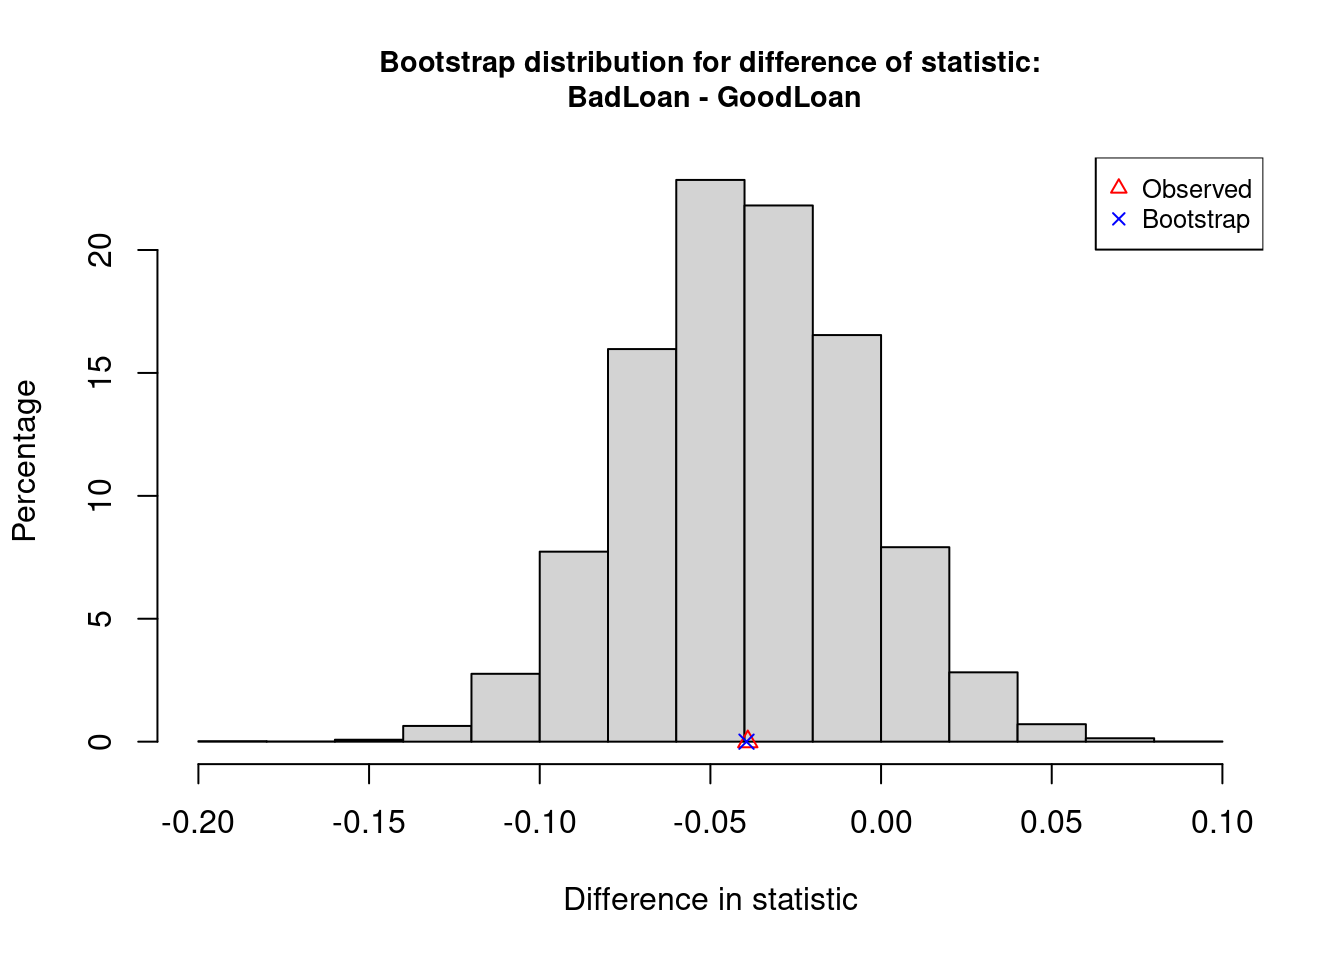 Bootstrap distribution for difference of statistic:
BadLoan - GoodLoan
Observed
Bootstrap
Percentage
20
15
10
5
0
-0.20 -0.15 -0.10 -0.05 0.00 0.05 0.10
Difference in statistic